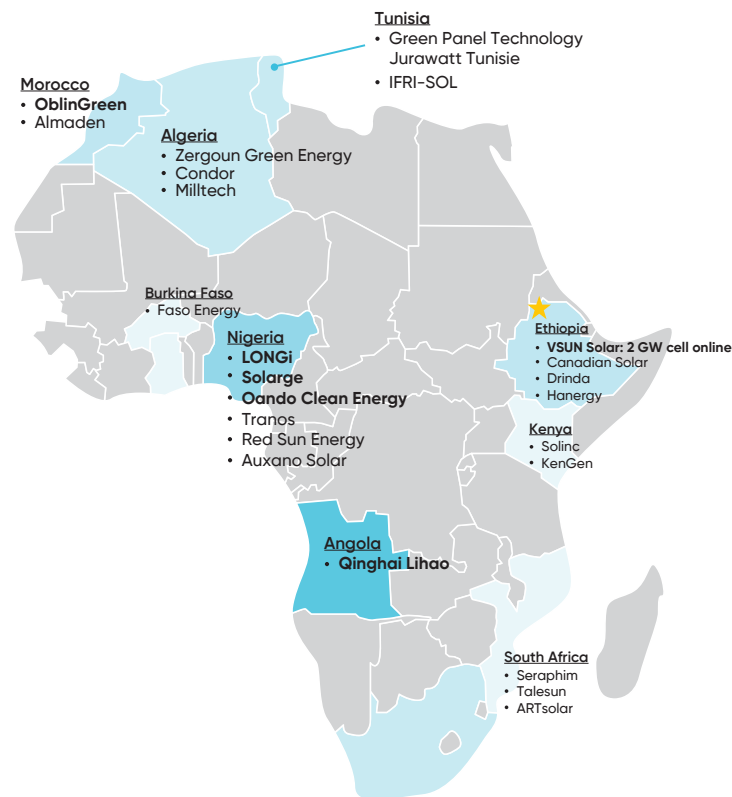 Tunisia
• Green Panel Technology
Jurawatt Tunisie
• IFRI-SOL
Morocco
• OblinGreen
• Almaden
Algeria
• Zergoun Green Energy
• Condor
• Milltech
Burkina Faso
• Faso Energy
Nigeria
• LONGi
• Solarge
• Oando Clean Energy
• Tranos
• Red Sun Energy
• Auxano Solar
Ethiopia
• VSUN Solar: 2 GW cell online
• Canadian Solar
• Drinda
• Hanergy
Kenya
• Solinc
• KenGen
Angola
• Qinghai Lihao
South Africa
• Seraphim
• Talesun
• ARTsolar